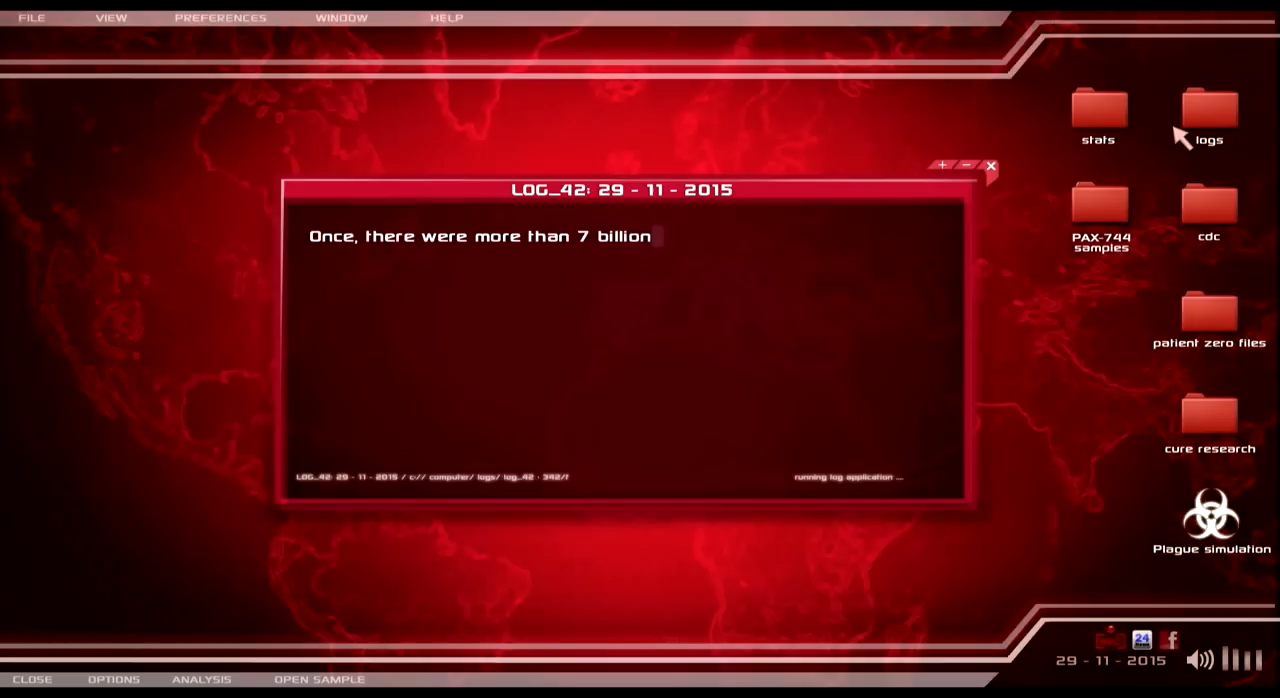 FILE VIEW PREFERENCES WINDOW HELP
stats logs
LOG_42: 29 - 11 - 2015
Once, there were more than 7 billion
PAX-744
samples
cdc
patient zero files
cure research
LOG_42: 29 - 11 - 2015 / c// computer/ logs/ log_42 - 342/f
running log application ...
Plague simulation
24
f
29 - 11 - 2015
CLOSE OPTIONS ANALYSIS OPEN SAMPLE